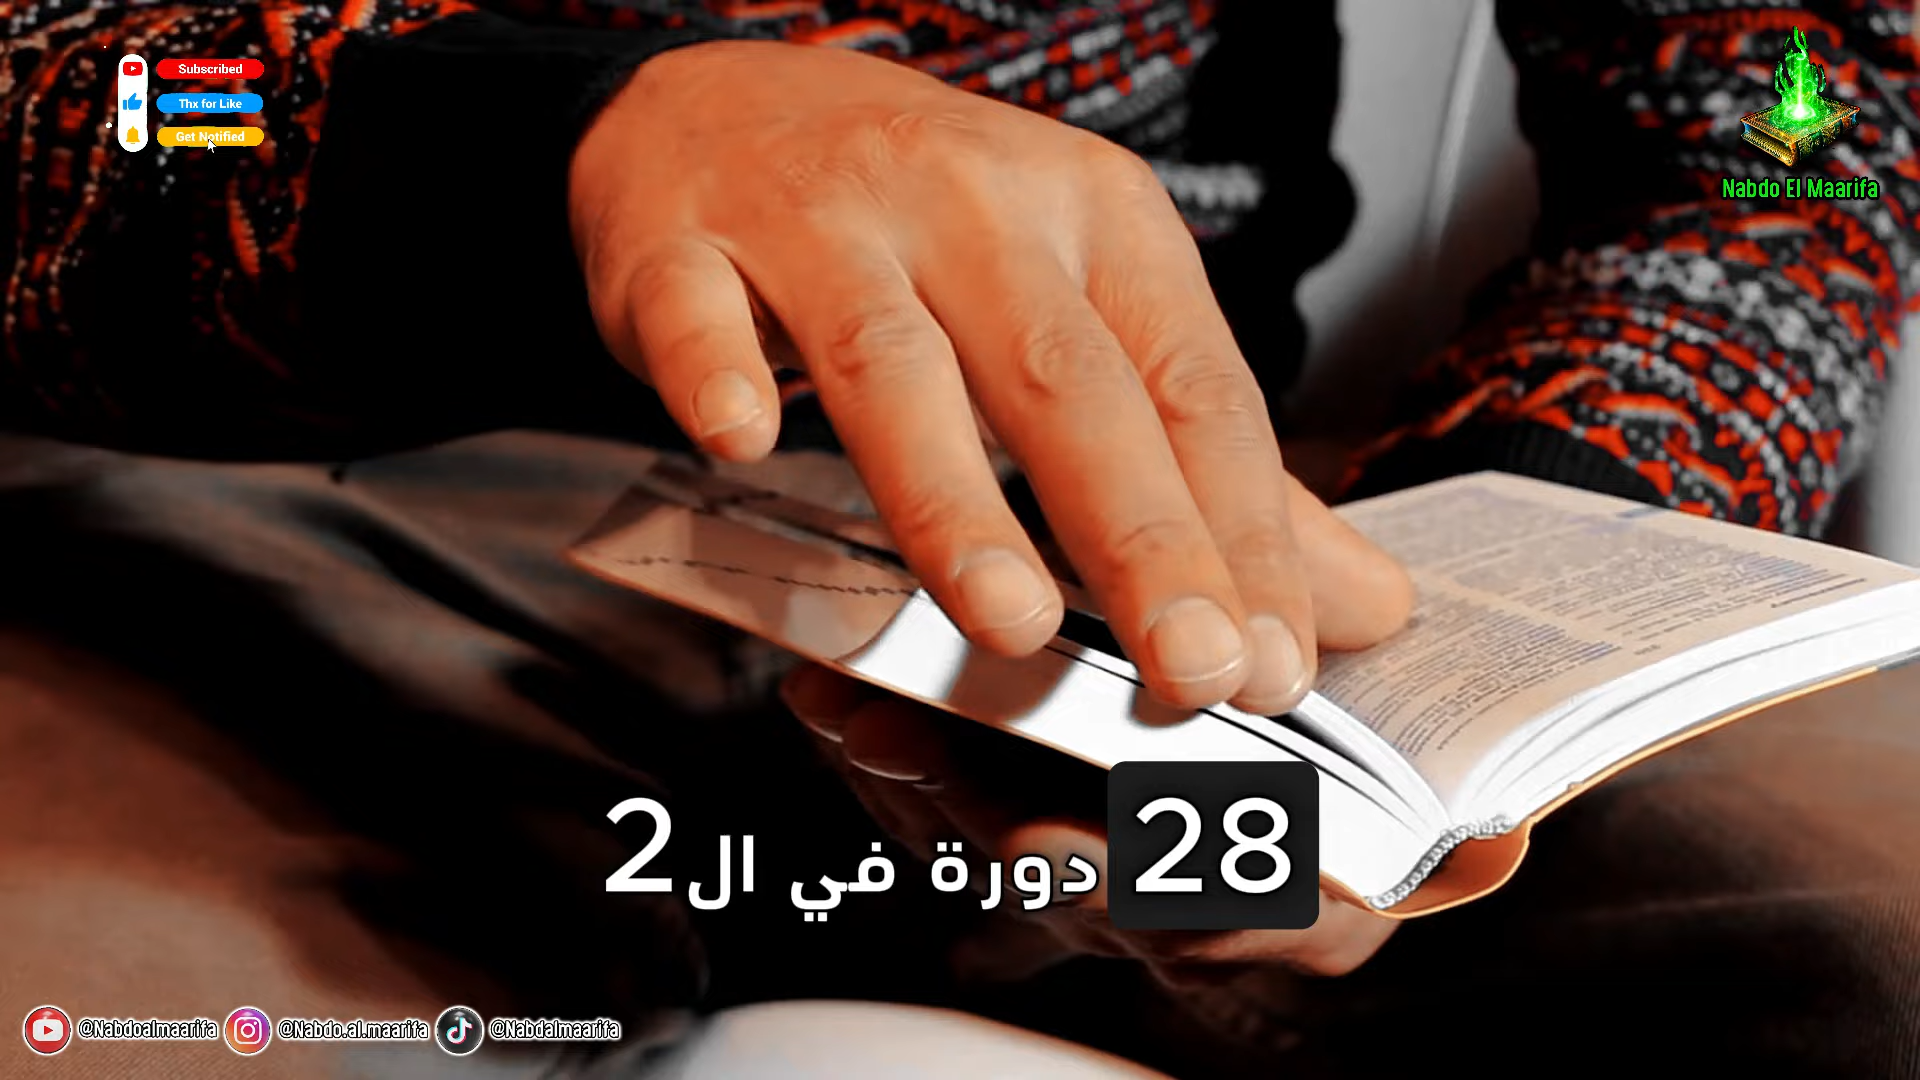 Subscribed
Thx for Like
Get Notified
Nabdo El Maarifa
28 دورة في ال2
@Nabdoalmaarifa @Nabdo.al.maarifa @Nabdalmaarifa